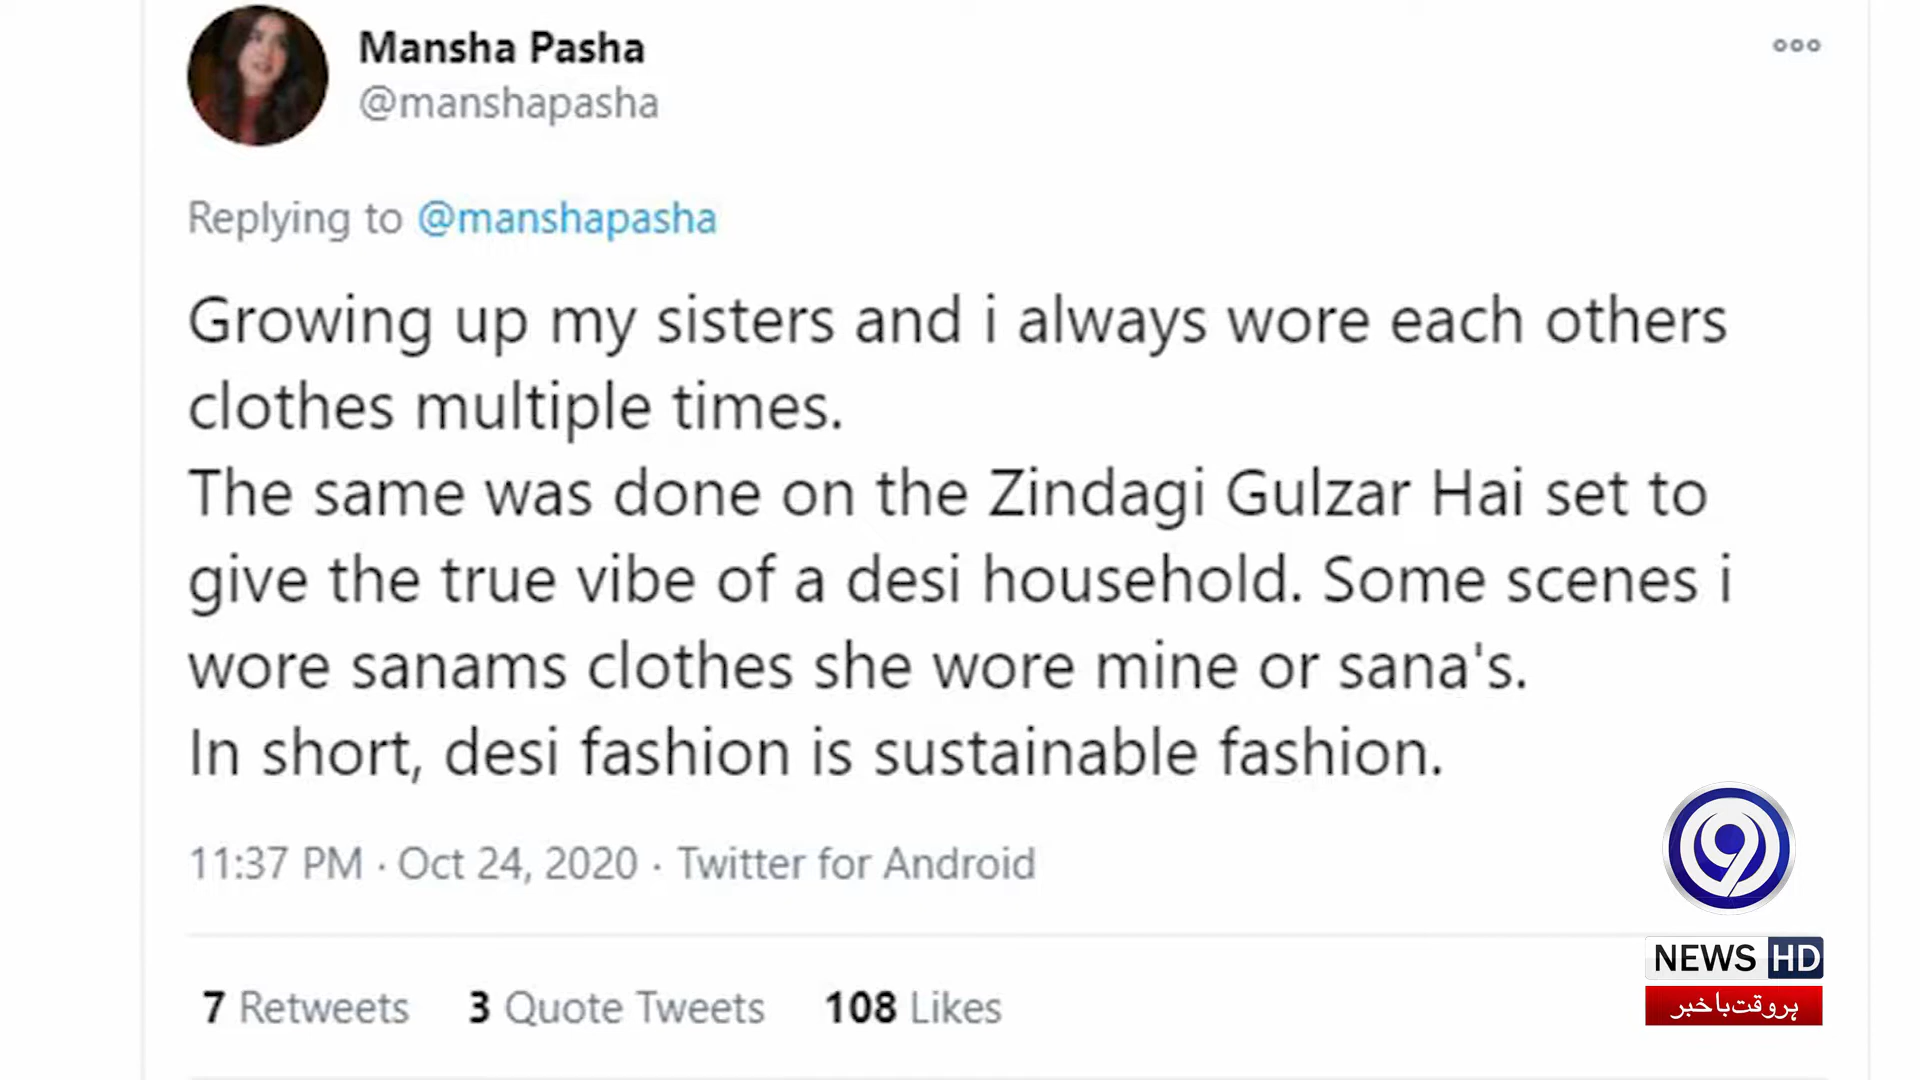 Mansha Pasha
@manshapasha
Replying to @manshapasha
Growing up my sisters and i always wore each others
clothes multiple times.
The same was done on the Zindagi Gulzar Hai set to
give the true vibe of a desi household. Some scenes i
wore sanams clothes she wore mine or sana's.
In short, desi fashion is sustainable fashion.
11:37 PM · Oct 24, 2020 · Twitter for Android
7 Retweets 3 Quote Tweets 108 Likes
9
NEWS HD
ہر وقت باخبر